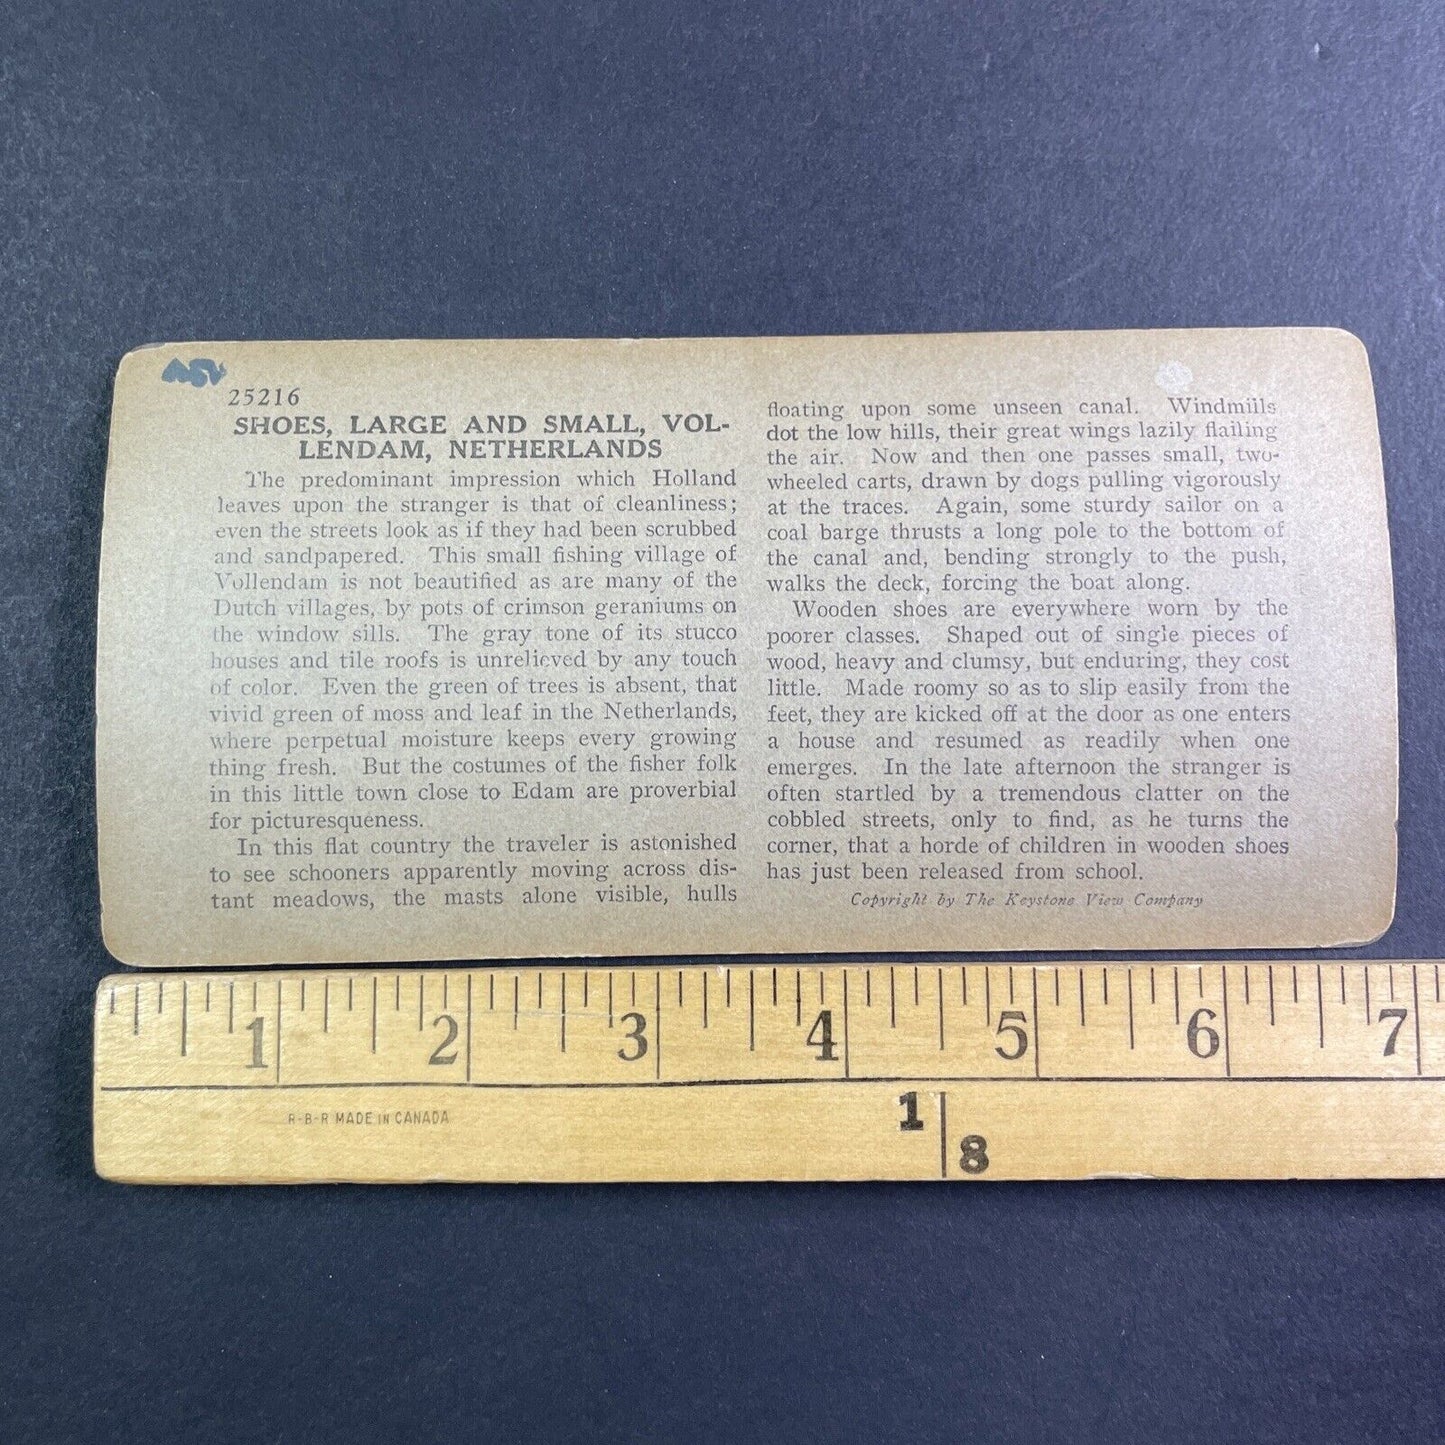 25216
SHOES, LARGE AND SMALL, VOL-
LENDAM, NETHERLANDS
The predominant impression which Holland
leaves upon the stranger is that of cleanliness;
even the streets look as if they had been scrubbed
and sandpapered. This small fishing village of
Vollendam is not beautified as are many of the
Dutch villages, by pots of crimson geraniums on
the window sills. The gray tone of its stucco
houses and tile roofs is unrelieved by any touch
of color. Even the green of trees is absent, that
vivid green of moss and leaf in the Netherlands,
where perpetual moisture keeps every growing
thing fresh. But the costumes of the fisher folk
in this little town close to Edam are proverbial
for picturesqueness.
In this flat country the traveler is astonished
to see schooners apparently moving across dis-
tant meadows, the masts alone visible, hulls
floating upon some unseen canal. Windmills
dot the low hills, their great wings lazily flailing
the air. Now and then one passes small, two-
wheeled carts, drawn by dogs pulling vigorously
at the traces. Again, some sturdy sailor on a
coal barge thrusts a long pole to the bottom of
the canal and, bending strongly to the push,
walks the deck, forcing the boat along.
Wooden shoes are everywhere worn by the
poorer classes. Shaped out of single pieces of
wood, heavy and clumsy, but enduring, they cost
little. Made roomy so as to slip easily from the
feet, they are kicked off at the door as one enters
a house and resumed as readily when one
emerges. In the late afternoon the stranger is
often startled by a tremendous clatter on the
cobbled streets, only to find, as he turns the
corner, that a horde of children in wooden shoes
has just been released from school.
Copyright by The Keystone View Company
1 2 3 4 5 6 7
R-B-R MADE IN CANADA
1
8